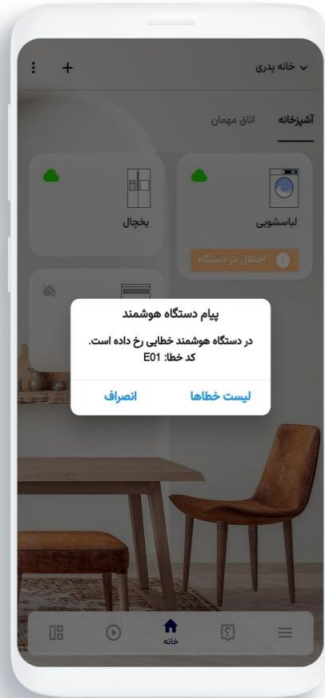 خانه پدری
آشپزخانه
اتاق مهمان
لباسشویی
یخچال
اختلال در دستگاه
پیام دستگاه هوشمند
در دستگاه هوشمند خطایی رخ داده است.
کد خطا: E01
لیست خطاها
انصراف
خانه